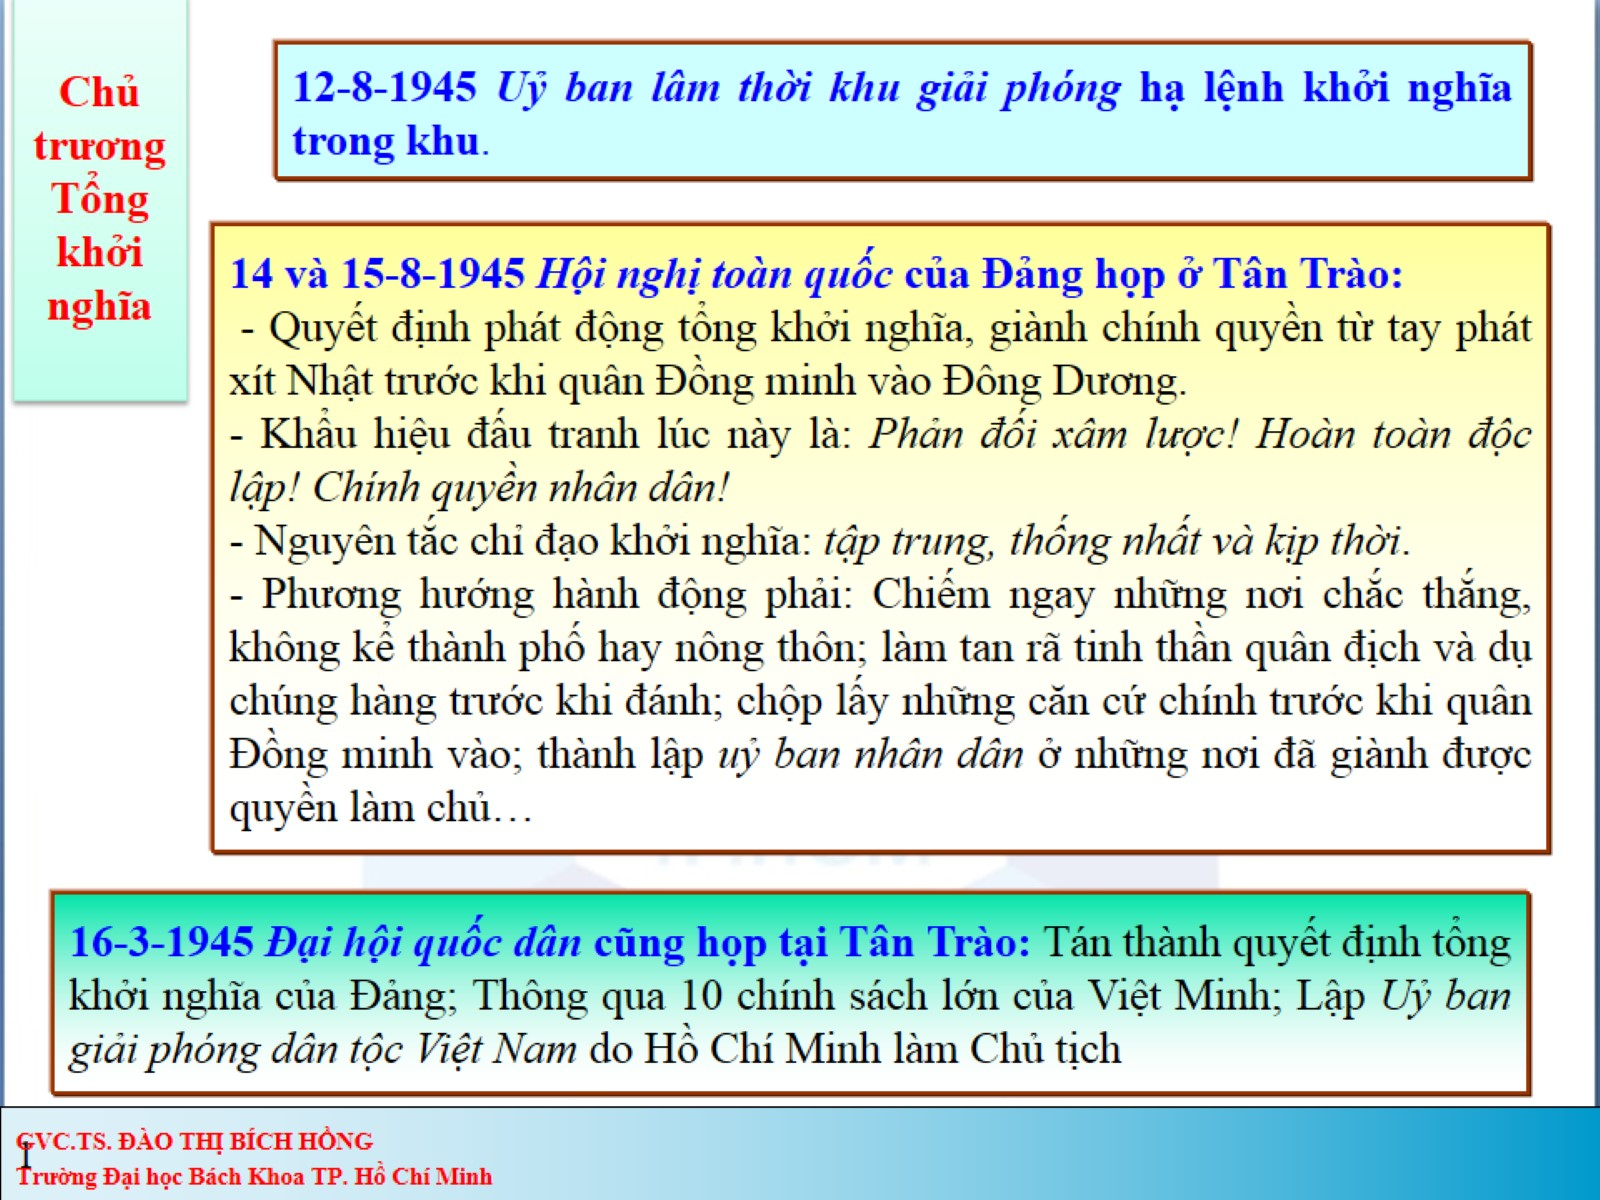 Chủ
trương
Tổng
khởi
nghĩa
12-8-1945 Uỷ ban lâm thời khu giải phóng hạ lệnh khởi nghĩa
trong khu.
14 và 15-8-1945 Hội nghị toàn quốc của Đảng họp ở Tân Trào:
- Quyết định phát động tổng khởi nghĩa, giành chính quyền từ tay phát
xít Nhật trước khi quân Đồng minh vào Đông Dương.
- Khẩu hiệu đấu tranh lúc này là: Phản đối xâm lược! Hoàn toàn độc
lập! Chính quyền nhân dân!
- Nguyên tắc chỉ đạo khởi nghĩa: tập trung, thống nhất và kịp thời.
- Phương hướng hành động phải: Chiếm ngay những nơi chắc thắng,
không kể thành phố hay nông thôn; làm tan rã tinh thần quân địch và dụ
chúng hàng trước khi đánh; chộp lấy những căn cứ chính trước khi quân
Đồng minh vào; thành lập uỷ ban nhân dân ở những nơi đã giành được
quyền làm chủ…
16-3-1945 Đại hội quốc dân cũng họp tại Tân Trào: Tán thành quyết định tổng
khởi nghĩa của Đảng; Thông qua 10 chính sách lớn của Việt Minh; Lập Uỷ ban
giải phóng dân tộc Việt Nam do Hồ Chí Minh làm Chủ tịch
GVC.TS. ĐÀO THỊ BÍCH HỒNG
1
Trường Đại học Bách Khoa TP. Hồ Chí Minh